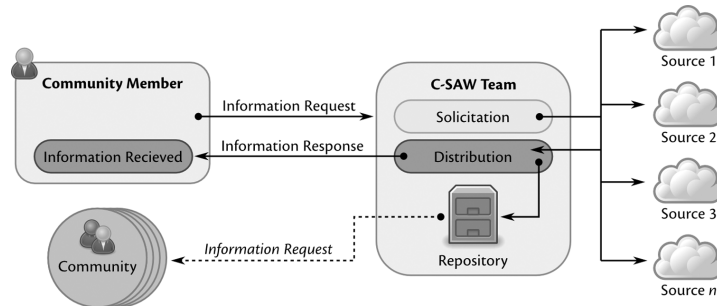 Community Member
C-SAW Team
Source 1
Information Request
Solicitation
Source 2
Information Response
Information Recieved
Distribution
Source 3
Information Request
Community
Repository
Source n